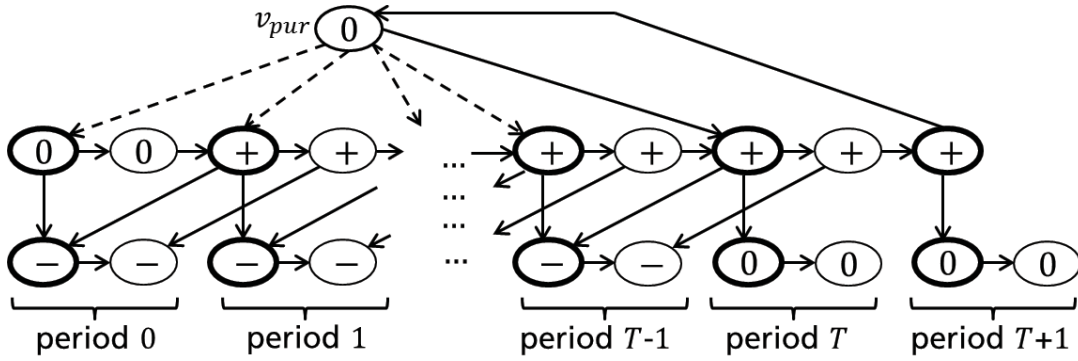 v_pur 0
0 0 + + ... + + + + +
...
...
− − − − ... − − 0 0 0 0
period 0 period 1 period T-1 period T period T+1